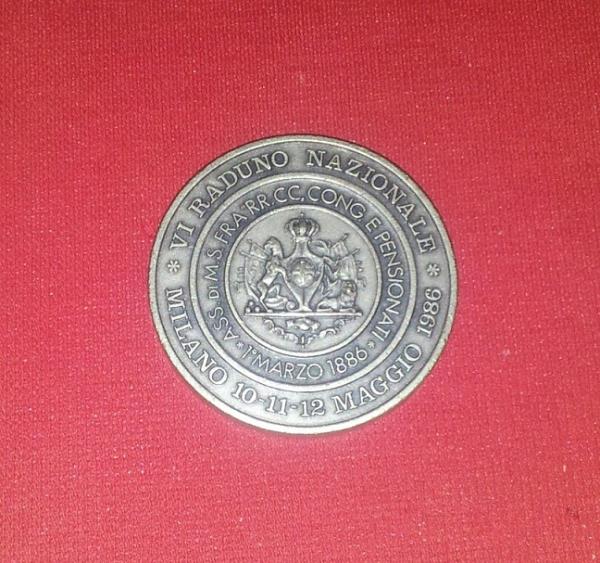 * VI RADUNO NAZIONALE *
MILANO 10-11-12 MAGGIO 1986
ASS. DI M.S. FRA RR.CC. CONG. E PENSIONATI
* 1° MARZO 1886 *